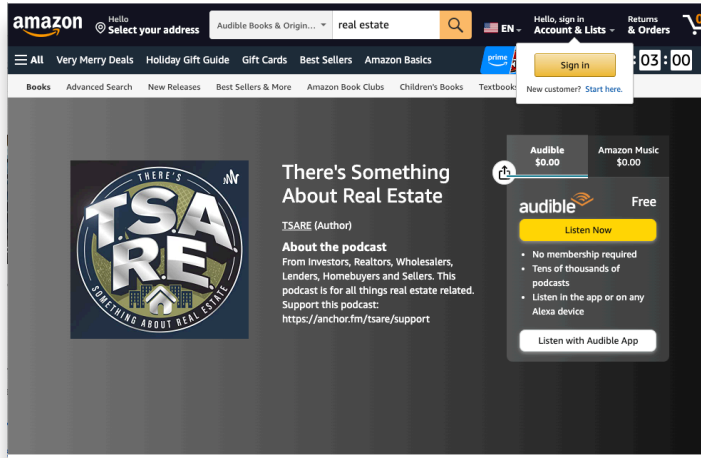 amazon
Hello
Select your address
Audible Books & Origin...
real estate
EN
Hello, sign in
Account & Lists
Returns
& Orders
All
Very Merry Deals
Holiday Gift Guide
Gift Cards
Best Sellers
Amazon Basics
prime
: 03 : 00
Sign in
New customer? Start here.
Books
Advanced Search
New Releases
Best Sellers & More
Amazon Book Clubs
Children's Books
Textbooks
THERE'S
T.S.A.
R.E.
SOMETHING ABOUT REAL ESTATE
There's Something
About Real Estate
TSARE (Author)
About the podcast
From Investors, Realtors, Wholesalers,
Lenders, Homebuyers and Sellers. This
podcast is for all things real estate related.
Support this podcast:
https://anchor.fm/tsare/support
Audible
$0.00
Amazon Music
$0.00
audible
Free
Listen Now
• No membership required
• Tens of thousands of
podcasts
• Listen in the app or on any
Alexa device
Listen with Audible App